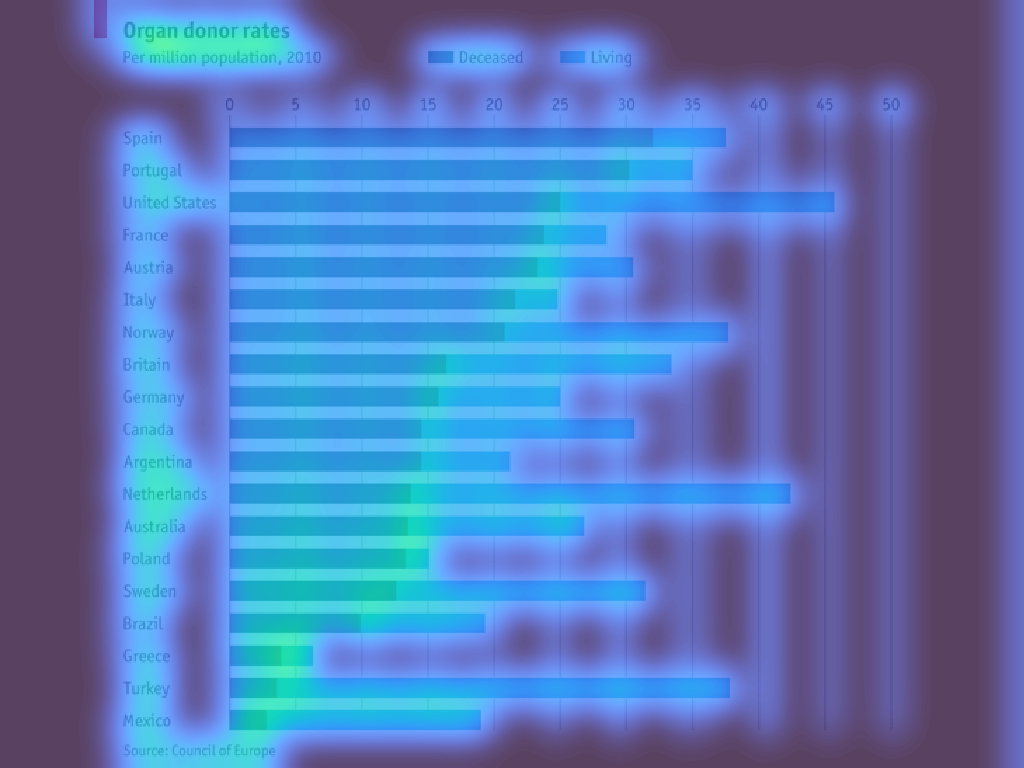 Organ donor rates
Per million population, 2010
Deceased Living
0 5 10 15 20 25 30 35 40 45 50
Spain
Portugal
United States
France
Austria
Italy
Norway
Britain
Germany
Canada
Argentina
Netherlands
Australia
Poland
Sweden
Brazil
Greece
Turkey
Mexico
Source: Council of Europe